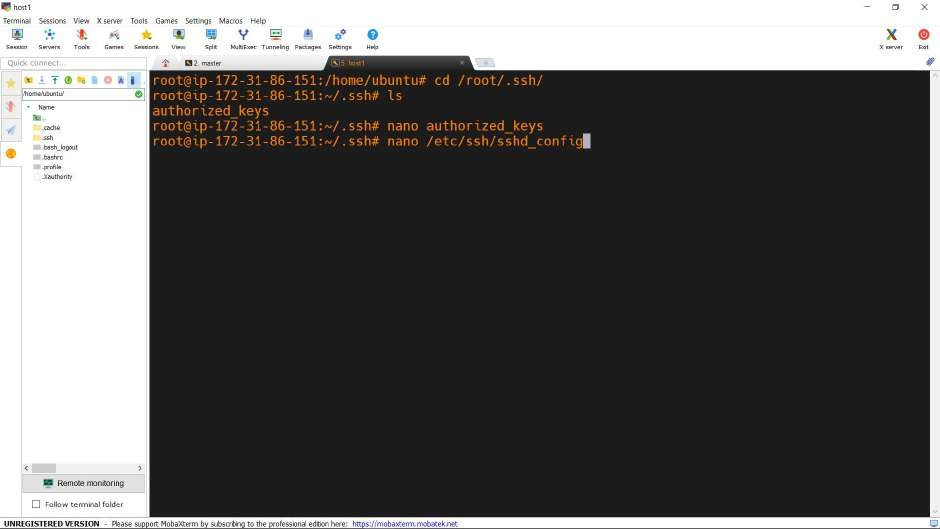 host1
Terminal Sessions View X server Tools Games Settings Macros Help
Session Servers Tools Games Sessions View Split MultiExec Tunneling Packages Settings Help X server Exit
Quick connect...
2. master
5. host1
/home/ubuntu/
Name
..
.cache
.ssh
.bash_logout
.bashrc
.profile
.Xauthority
root@ip-172-31-86-151:/home/ubuntu# cd /root/.ssh/
root@ip-172-31-86-151:~/.ssh# ls
authorized_keys
root@ip-172-31-86-151:~/.ssh# nano authorized_keys
root@ip-172-31-86-151:~/.ssh# nano /etc/ssh/sshd_config
Remote monitoring
Follow terminal folder
UNREGISTERED VERSION - Please support MobaXterm by subscribing to the professional edition here: https://mobaxterm.mobatek.net